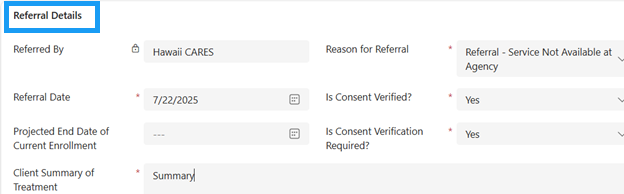 Referral Details
Referred By Hawaii CARES Reason for Referral * Referral - Service Not Available at
Agency
Referral Date * 7/22/2025 Is Consent Verified? * Yes
Projected End Date of --- Is Consent Verification * Yes
Current Enrollment Required?
Client Summary of * Summary
Treatment